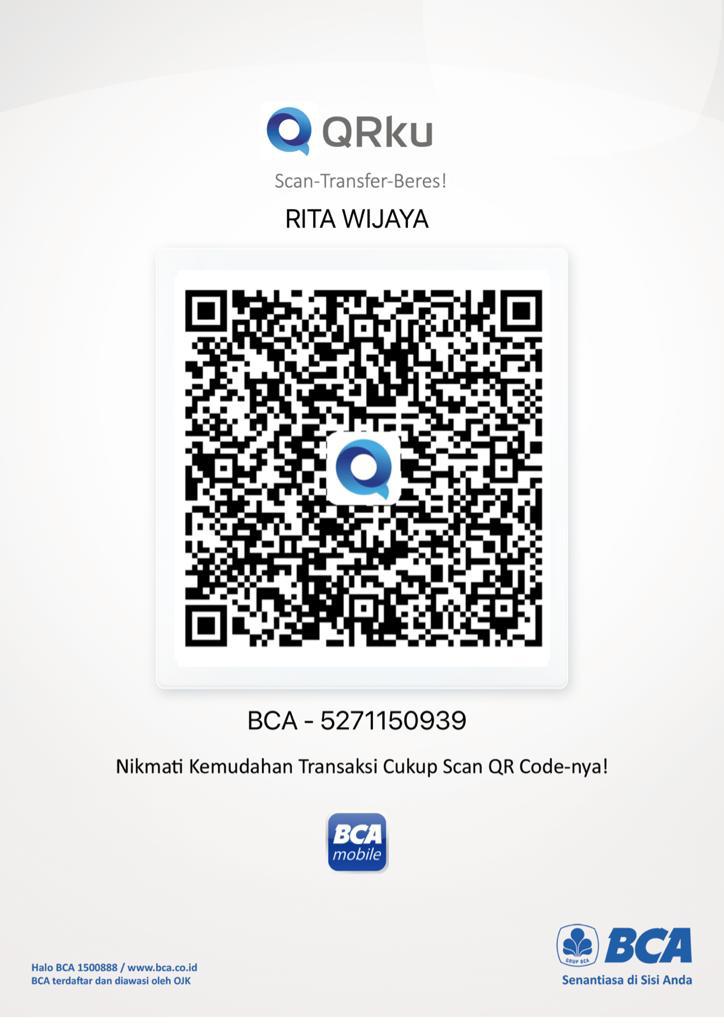 QRku
Scan-Transfer-Beres!
RITA WIJAYA
BCA - 5271150939
Nikmati Kemudahan Transaksi Cukup Scan QR Code-nya!
BCA
mobile
Halo BCA 1500888 / www.bca.co.id
BCA terdaftar dan diawasi oleh OJK
GRUP BCA
BCA
Senantiasa di Sisi Anda